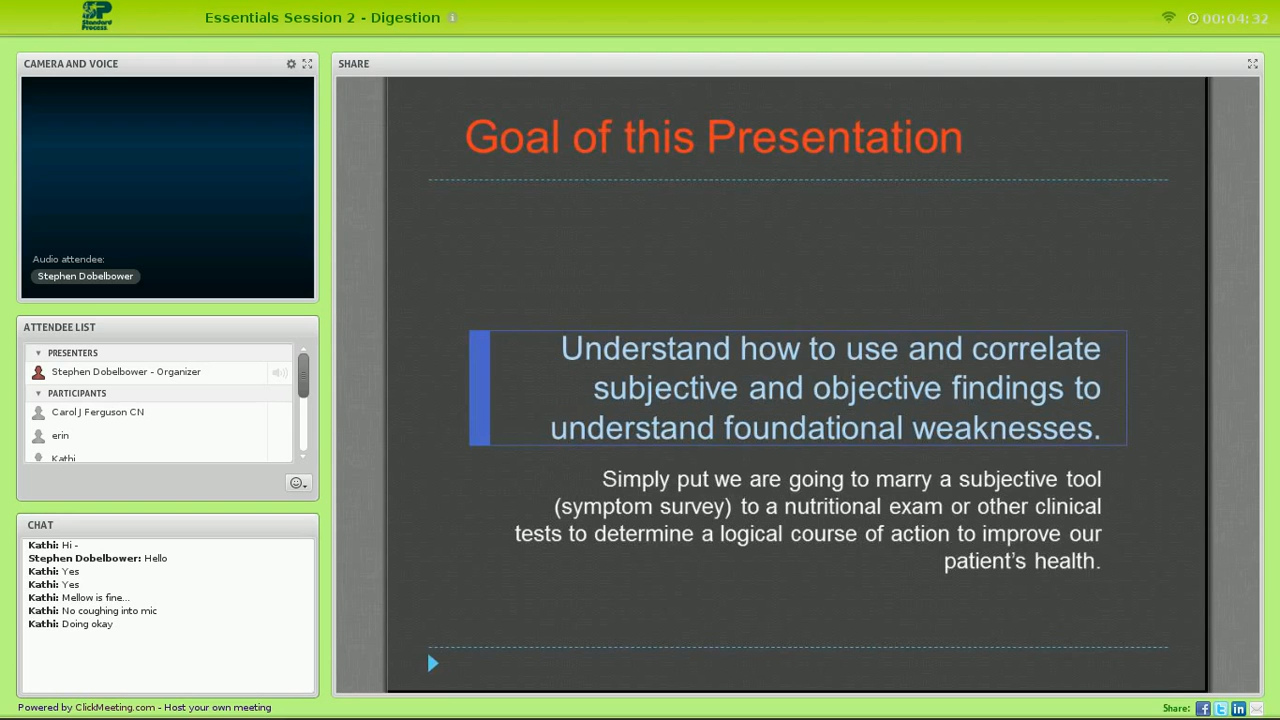 SP
Standard
Process
Essentials Session 2 - Digestion
00:04:32
CAMERA AND VOICE
Audio attendee:
Stephen Dobelbower
ATTENDEE LIST
PRESENTERS
Stephen Dobelbower - Organizer
PARTICIPANTS
Carol J Ferguson CN
erin
Kathi
CHAT
Kathi: Hi -
Stephen Dobelbower: Hello
Kathi: Yes
Kathi: Yes
Kathi: Mellow is fine...
Kathi: No coughing into mic
Kathi: Doing okay
SHARE
Goal of this Presentation
Understand how to use and correlate
subjective and objective findings to
understand foundational weaknesses.
Simply put we are going to marry a subjective tool
(symptom survey) to a nutritional exam or other clinical
tests to determine a logical course of action to improve our
patient’s health.
Powered by ClickMeeting.com - Host your own meeting
Share: